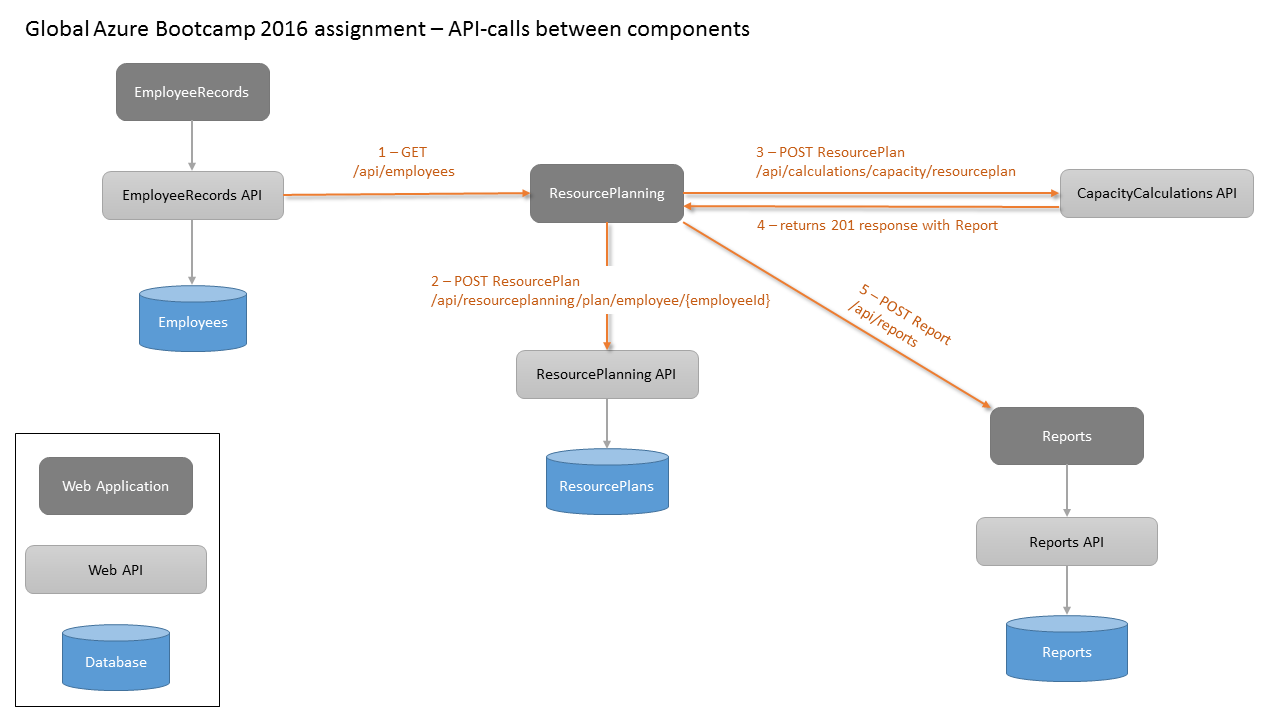 Global Azure Bootcamp 2016 assignment – API-calls between components
EmployeeRecords
1 – GET
/api/employees
3 – POST ResourcePlan
/api/calculations/capacity/resourceplan
EmployeeRecords API
ResourcePlanning
CapacityCalculations API
4 – returns 201 response with Report
2 – POST ResourcePlan
/api/resourceplanning/plan/employee/{employeeId}
5 – POST Report
/api/reports
Employees
ResourcePlanning API
Reports
Web Application
ResourcePlans
Web API
Reports API
Database
Reports